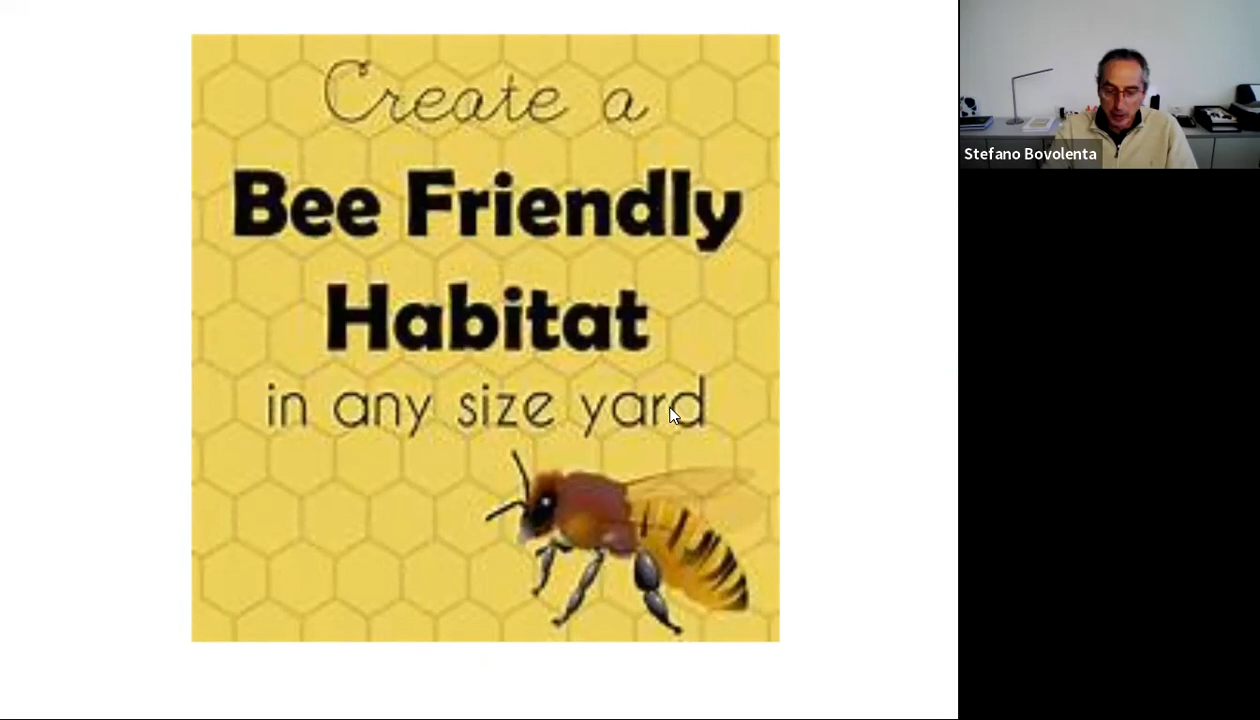 Create a
Bee Friendly
Habitat
in any size yard
Stefano Bovolenta